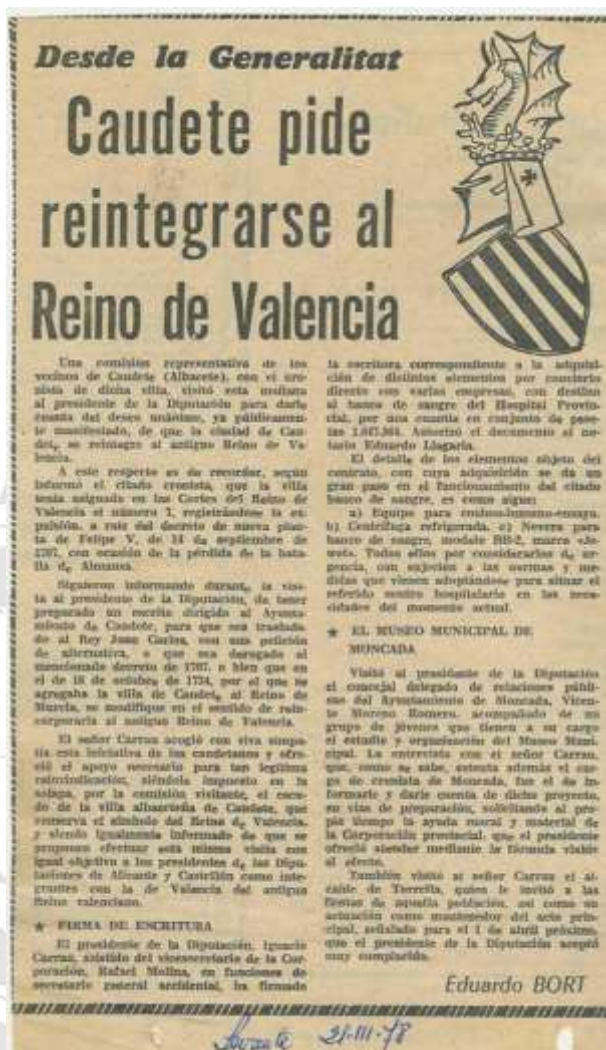 Desde la Generalitat
Caudete pide
reintegrarse al
Reino de Valencia
Una comisión representativa de los
vecinos de Caudete (Albacete), con el cro-
nista de dicha villa, visitó esta mañana
al presidente de la Diputación para darle
cuenta del deseo unánime, ya públicamen-
te manifestado, de que la ciudad de Cau-
det, se reintegre al antiguo Reino de Va-
lencia.
A este respecto es de recordar, según
informó el citado cronista, que la villa
tenía asignado en las Cortes del Reino de
Valencia el número 7, registrándose la ex-
pulsión, a raíz del decreto de nueva plan-
ta de Felipe V, de 14 de septiembre de
1707, con ocasión de la pérdida de la bata-
lla de Almansa.
Siguieron informando durante la visi-
ta al presidente de la Diputación, de tener
preparado un escrito dirigido al Ayunta-
miento de Caudete, para que sea traslada-
do al Rey Juan Carlos, con una petición
de alternativa, o que sea derogado el
mencionado decreto de 1707, o bien que en
el de 18 de octubre de 1734, por el que se
agregaba la villa de Caudete al Reino de
Murcia, se modifique en el sentido de rein-
corporarla al antiguo Reino de Valencia.
El señor Carrau acogió con viva simpa-
tía esta iniciativa de los caudetanos y ofre-
ció el apoyo necesario para tan legítima
reivindicación, siéndole impuesto en la
solapa, por la comisión visitante, el escu-
do de la villa albaceteña de Caudete, que
conserva el símbolo del Reino de Valencia,
y siendo igualmente informado de que se
proponen efectuar esta misma visita con
igual objetivo a los presidentes de las Dipu-
taciones de Alicante y Castellón como inte-
grantes con la de Valencia del antiguo
Reino valenciano.
★ FIRMA DE ESCRITURA
El presidente de la Diputación, Ignacio
Carrau, asistido del vicesecretario de la Cor-
poración, Rafael Molina, en funciones de
secretario general accidental, ha firmado
la escritura correspondiente a la adquisi-
ción de distintos elementos por concierto
directo con varias empresas, con destino
al banco de sangre del Hospital Provin-
cial, por una cuantía en conjunto de pese-
tas
Autorizó el documento el no-
tario Eduardo Llagaria.
El detalle de los elementos objeto del
contrato, con cuya adquisición se da un
gran paso en el funcionamiento del citado
banco de sangre, es como sigue:
a) Equipo para
b) Centrífuga refrigerada. c) Nevera para
banco de sangre, modelo BB-2, marca
Todos ellos por considerarlos de ur-
gencia, con sujeción a las normas y me-
didas que vienen adoptándose para situar el
referido centro hospitalario en las nece-
sidades del momento actual.
★ EL MUSEO MUNICIPAL DE
MONCADA
Visitó al presidente de la Diputación
el concejal delegado de relaciones públi-
cas del Ayuntamiento de Moncada, Vicen-
te Moreno Romero, acompañado de un
grupo de jóvenes que tienen a su cargo
el estudio y organización del Museo Muni-
cipal. La entrevista con el señor Carrau,
que, como se sabe, ostenta además el car-
go de cronista de Moncada, fue el de in-
formarle y darle cuenta de dicho proyecto,
en vías de preparación, solicitando al pro-
pio tiempo la ayuda moral y material de
la Corporación provincial, que el presidente
ofreció atender mediante la fórmula viable
al efecto.
También visitó al señor Carrau el al-
calde de Torrella, quien le invitó a las
fiestas de aquella población, así como su
actuación como mantenedor del acto prin-
cipal, señalado para el 1 de abril próximo,
que el presidente de la Diputación aceptó
muy complacido.
Eduardo BORT
Levante 21-III-78